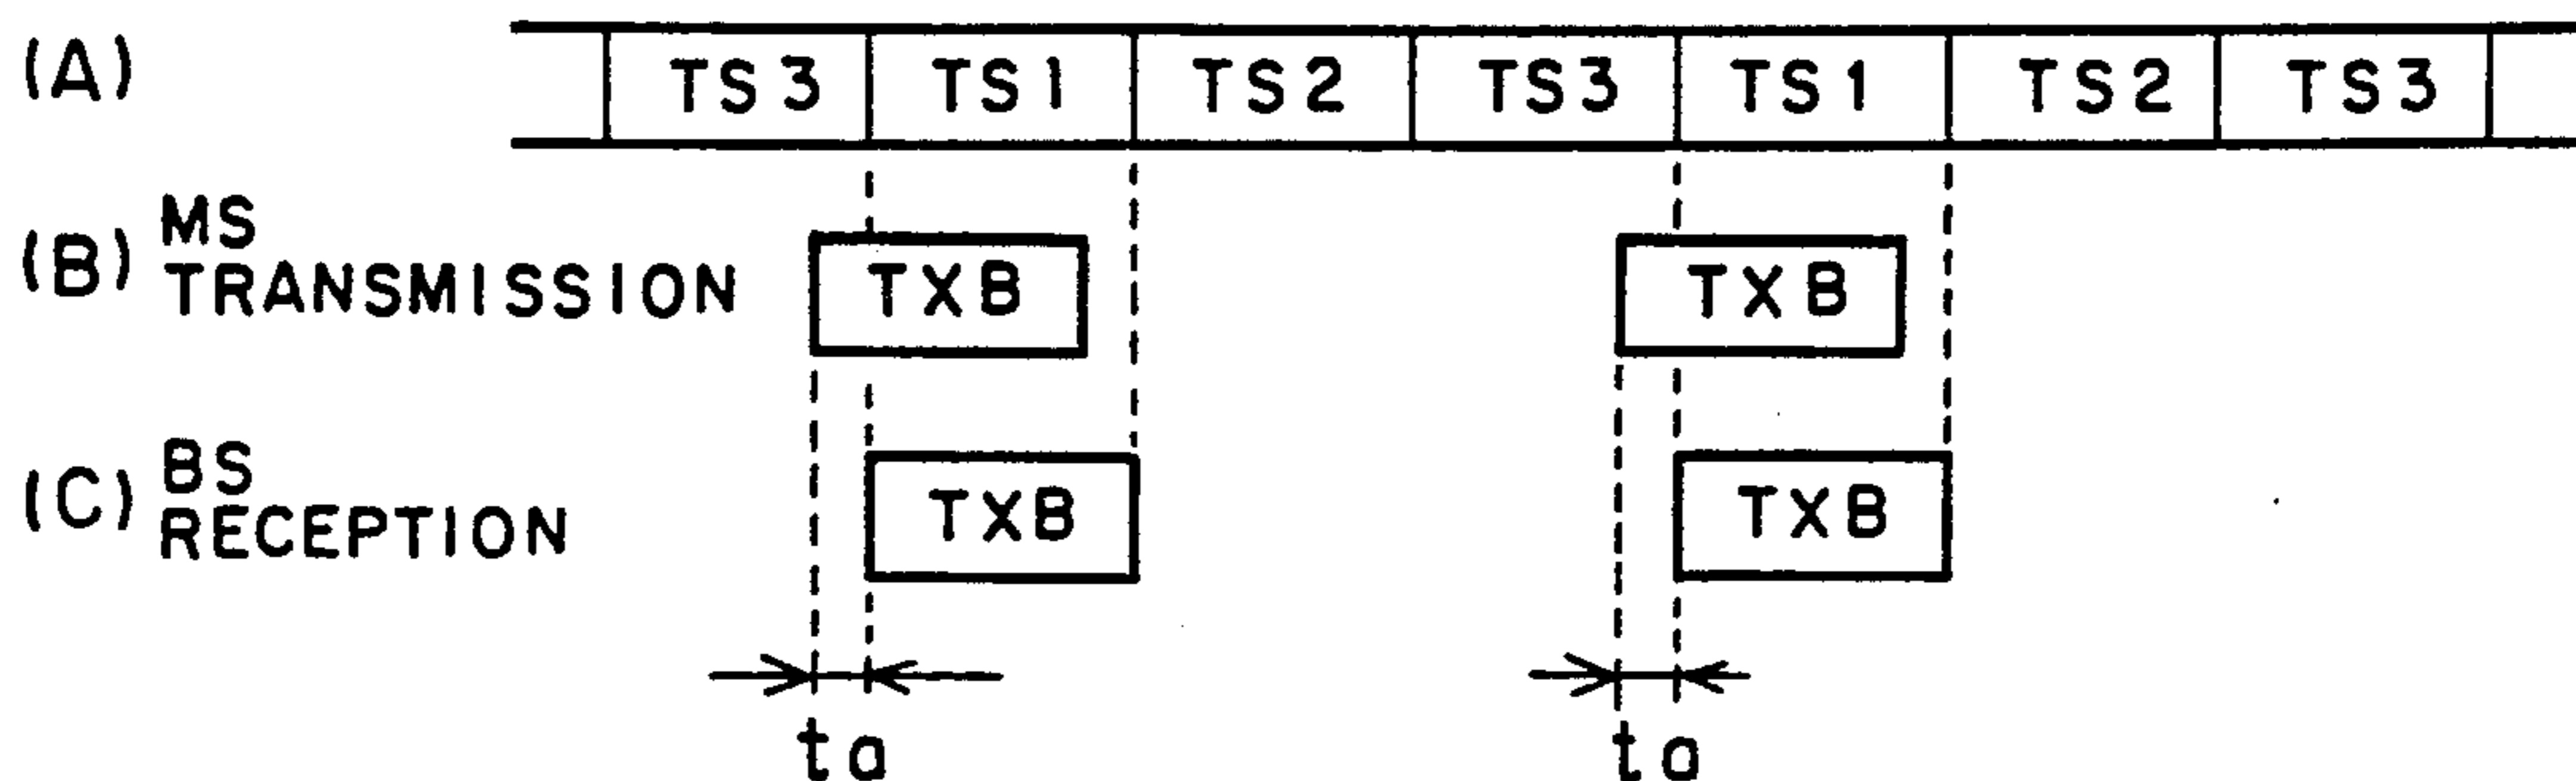 (A) TS3 TS1 TS2 TS3 TS1 TS2 TS3
(B) MS
TRANSMISSION TXB TXB
(C) BS
RECEPTION TXB TXB
ta ta